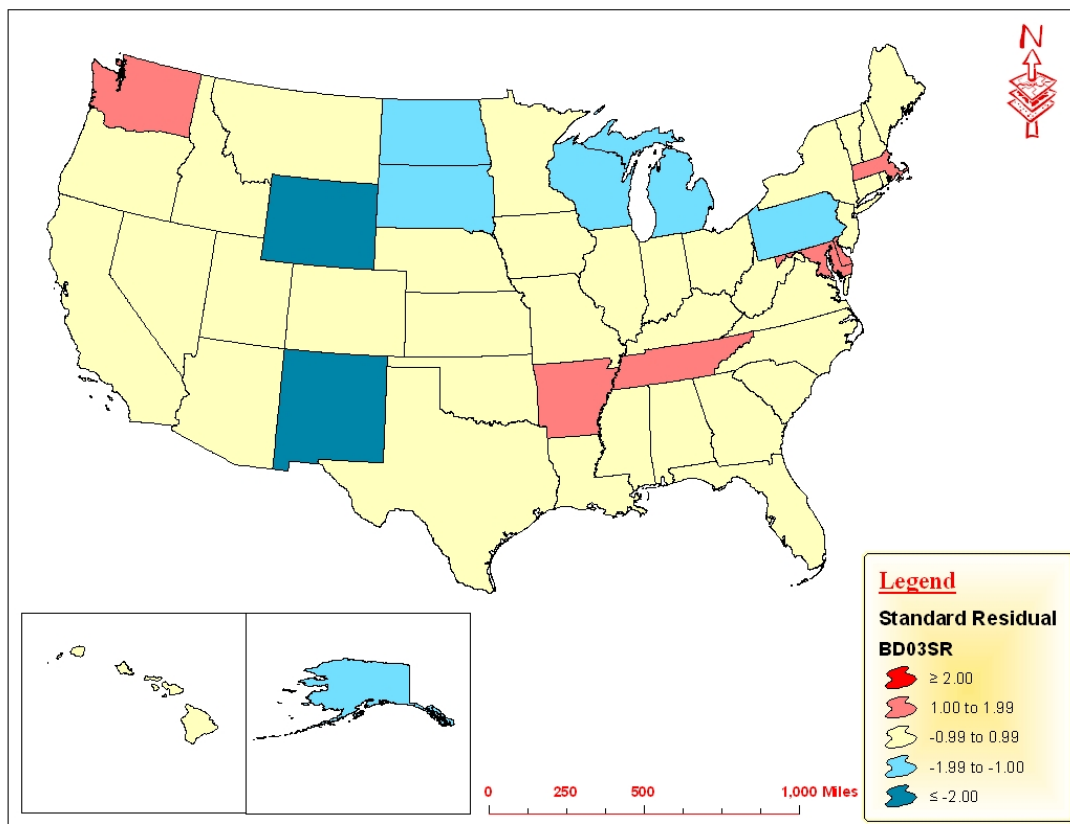 N
Legend
Standard Residual
BD03SR
≥ 2.00
1.00 to 1.99
-0.99 to 0.99
-1.99 to -1.00
≤ -2.00
0 250 500 1,000 Miles